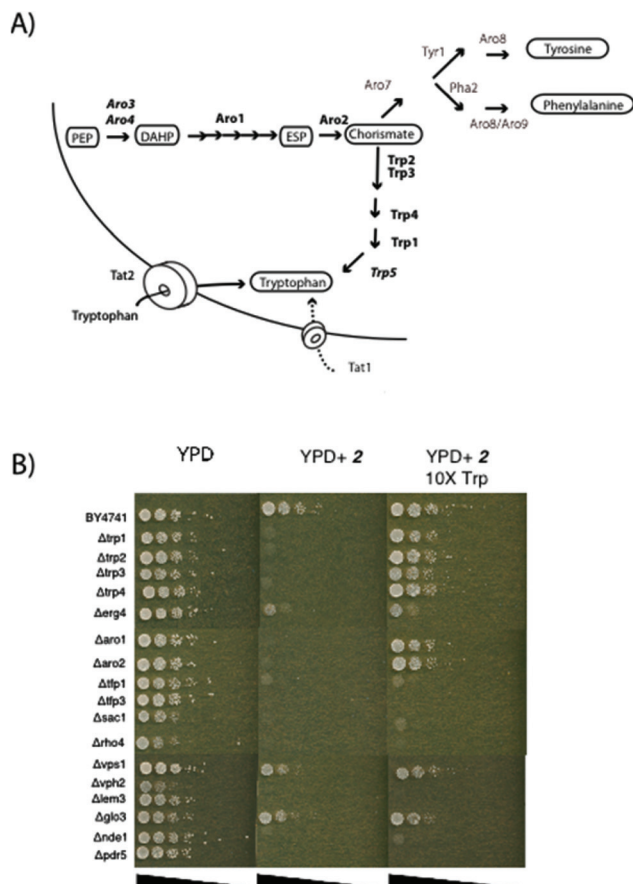 A)
Aro8
Tyr1
Tyrosine
Aro7
Pha2
Aro3
Aro4
Aro1
Aro2
Aro8/Aro9
Phenylalanine
PEP
DAHP
ESP
Chorismate
Trp2
Trp3
Trp4
Trp1
Tat2
Trp5
Tryptophan
Tryptophan
Tat1
B)
YPD
YPD+ 2
YPD+ 2
10X Trp
BY4741
Δtrp1
Δtrp2
Δtrp3
Δtrp4
Δerg4
Δaro1
Δaro2
Δtfp1
Δtfp3
Δsac1
Δrho4
Δvps1
Δvph2
Δlem3
Δglo3
Δnde1
Δpdr5